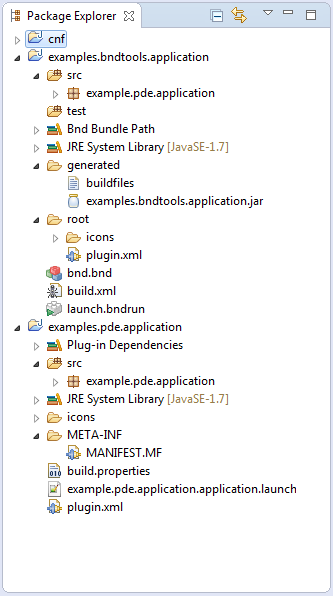 Package Explorer
cnf
examples.bndtools.application
src
example.pde.application
test
Bnd Bundle Path
JRE System Library [JavaSE-1.7]
generated
buildfiles
examples.bndtools.application.jar
root
icons
plugin.xml
bnd.bnd
build.xml
launch.bndrun
examples.pde.application
Plug-in Dependencies
src
example.pde.application
JRE System Library [JavaSE-1.7]
icons
META-INF
MANIFEST.MF
build.properties
example.pde.application.application.launch
plugin.xml